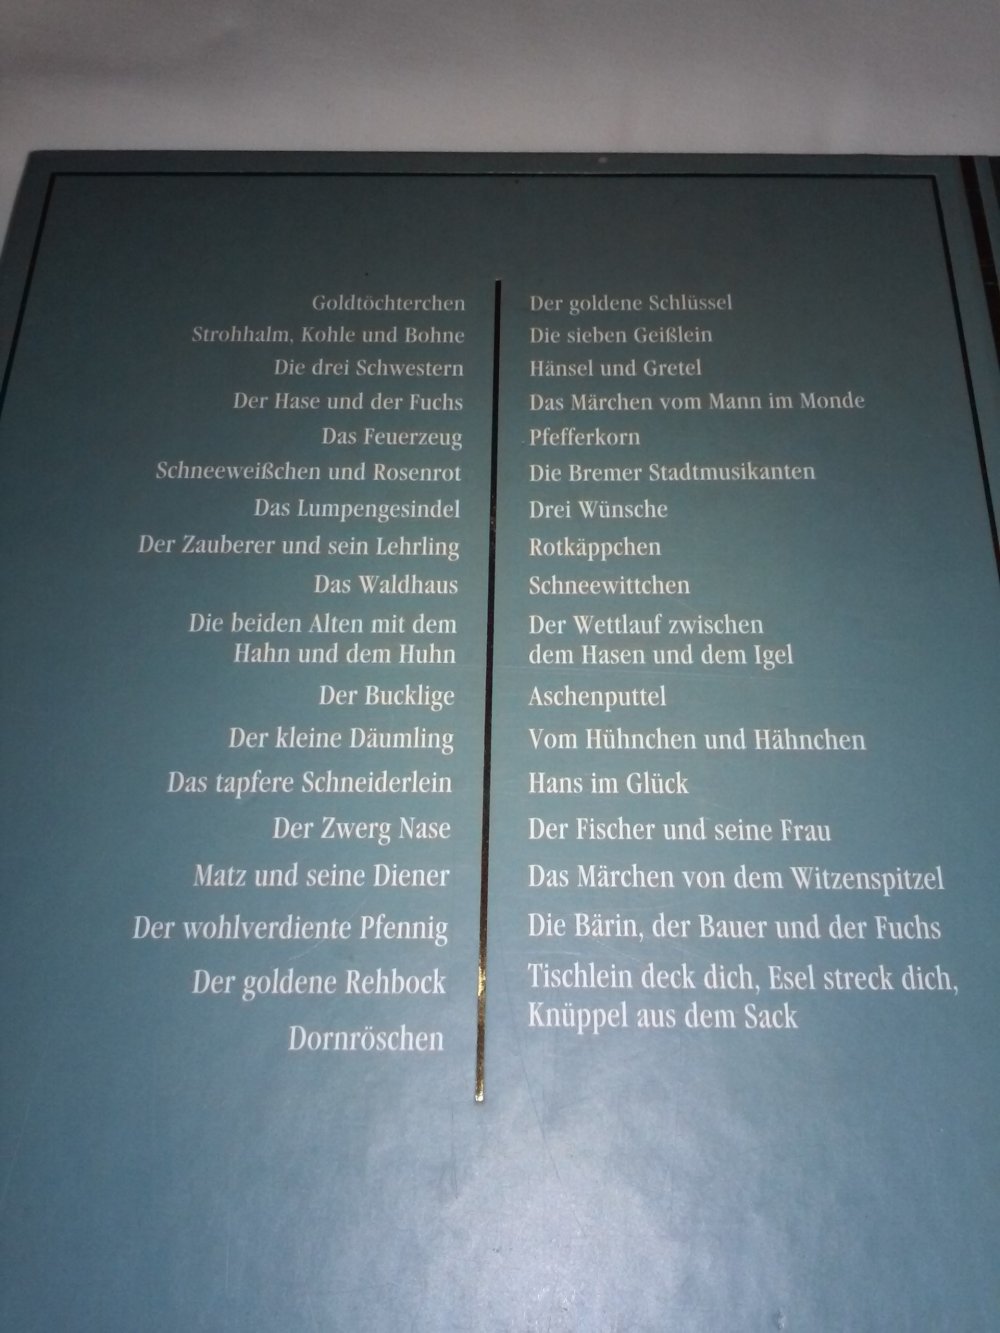 Goldtöchterchen
Strohhalm, Kohle und Bohne
Die drei Schwestern
Der Hase und der Fuchs
Das Feuerzeug
Schneeweißchen und Rosenrot
Das Lumpengesindel
Der Zauberer und sein Lehrling
Das Waldhaus
Die beiden Alten mit dem
Hahn und dem Huhn
Der Bucklige
Der kleine Däumling
Das tapfere Schneiderlein
Der Zwerg Nase
Matz und seine Diener
Der wohlverdiente Pfennig
Der goldene Rehbock
Dornröschen
Der goldene Schlüssel
Die sieben Geißlein
Hänsel und Gretel
Das Märchen vom Mann im Monde
Pfefferkorn
Die Bremer Stadtmusikanten
Drei Wünsche
Rotkäppchen
Schneewittchen
Der Wettlauf zwischen
dem Hasen und dem Igel
Aschenputtel
Vom Hühnchen und Hähnchen
Hans im Glück
Der Fischer und seine Frau
Das Märchen von dem Witzenspitzel
Die Bärin, der Bauer und der Fuchs
Tischlein deck dich, Esel streck dich,
Knüppel aus dem Sack